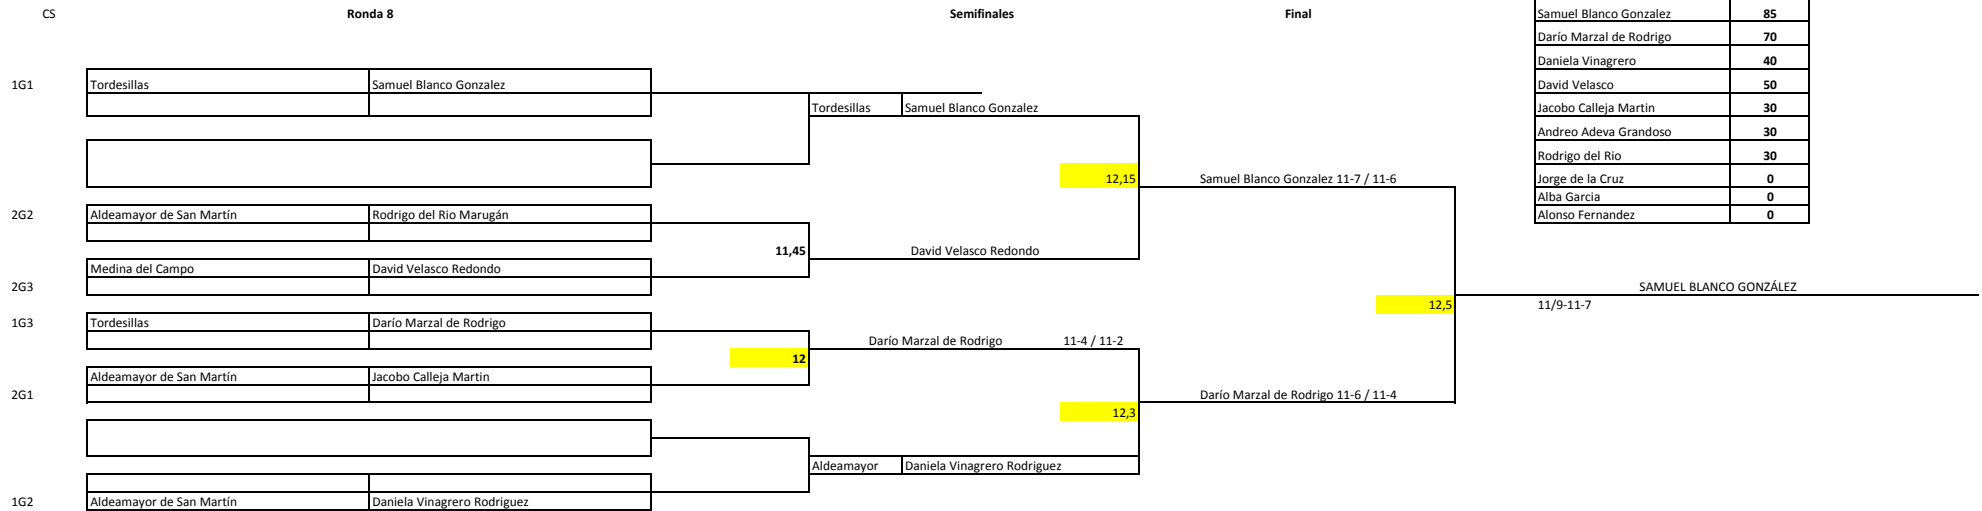 CS Ronda 8 Semifinales Final
Samuel Blanco Gonzalez 85
Darío Marzal de Rodrigo 70
Daniela Vinagrero 40
David Velasco 50
Jacobo Calleja Martin 30
Andreo Adeva Grandoso 30
Rodrigo del Rio 30
Jorge de la Cruz 0
Alba Garcia 0
Alonso Fernandez 0
1G1 Tordesillas Samuel Blanco Gonzalez
Tordesillas Samuel Blanco Gonzalez
12,15 Samuel Blanco Gonzalez 11-7 / 11-6
2G2 Aldeamayor de San Martín Rodrigo del Rio Marugán
11,45 David Velasco Redondo
Medina del Campo David Velasco Redondo
2G3
SAMUEL BLANCO GONZÁLEZ
12,5 11/9-11-7
1G3 Tordesillas Darío Marzal de Rodrigo
Darío Marzal de Rodrigo 11-4 / 11-2
12
Aldeamayor de San Martín Jacobo Calleja Martin
2G1 Darío Marzal de Rodrigo 11-6 / 11-4
12,3
Aldeamayor Daniela Vinagrero Rodriguez
1G2 Aldeamayor de San Martín Daniela Vinagrero Rodriguez